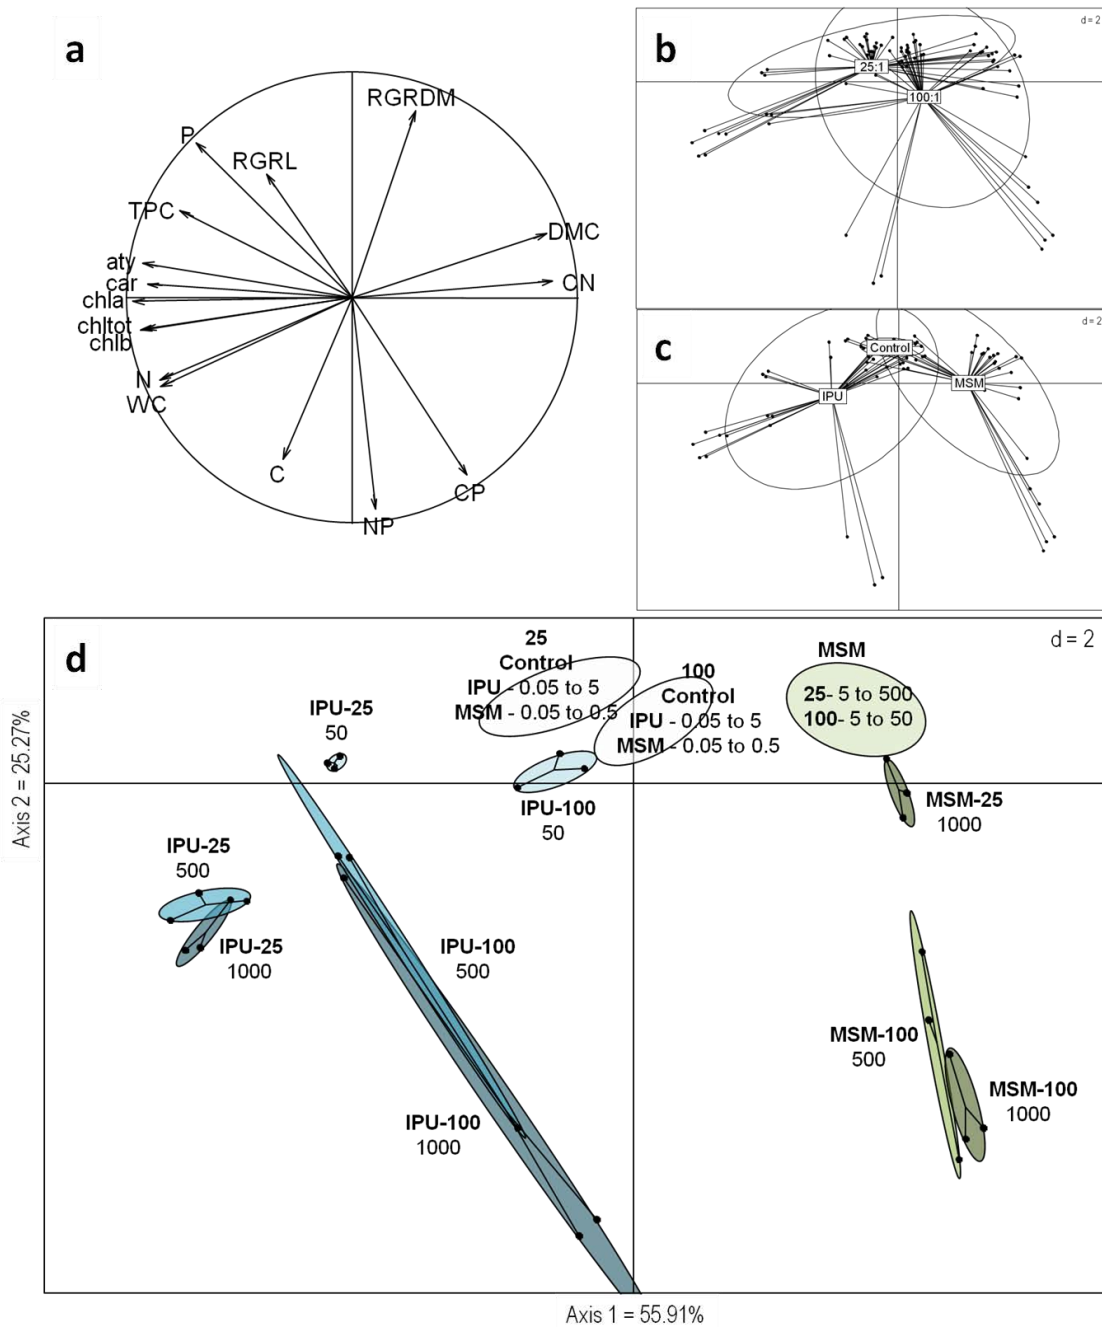 a
RGRDM
P
RGRL
TPC
DMC
aty
car
CN
chla
chltot
chlb
N
WC
C
CP
NP
b
d = 2
25:1
100:1
c
d = 2
Control
MSM
IPU
d
d = 2
25
Control
IPU - 0.05 to 5
MSM - 0.05 to 0.5
100
Control
IPU - 0.05 to 5
MSM - 0.05 to 0.5
MSM
25- 5 to 500
100- 5 to 50
IPU-25
50
IPU-100
50
MSM-25
1000
IPU-25
500
IPU-25
1000
IPU-100
500
MSM-100
500
MSM-100
1000
IPU-100
1000
Axis 2 = 25.27%
Axis 1 = 55.91%